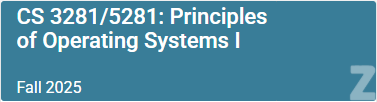 CS 3281/5281: Principles
of Operating Systems I
Fall 2025
Z